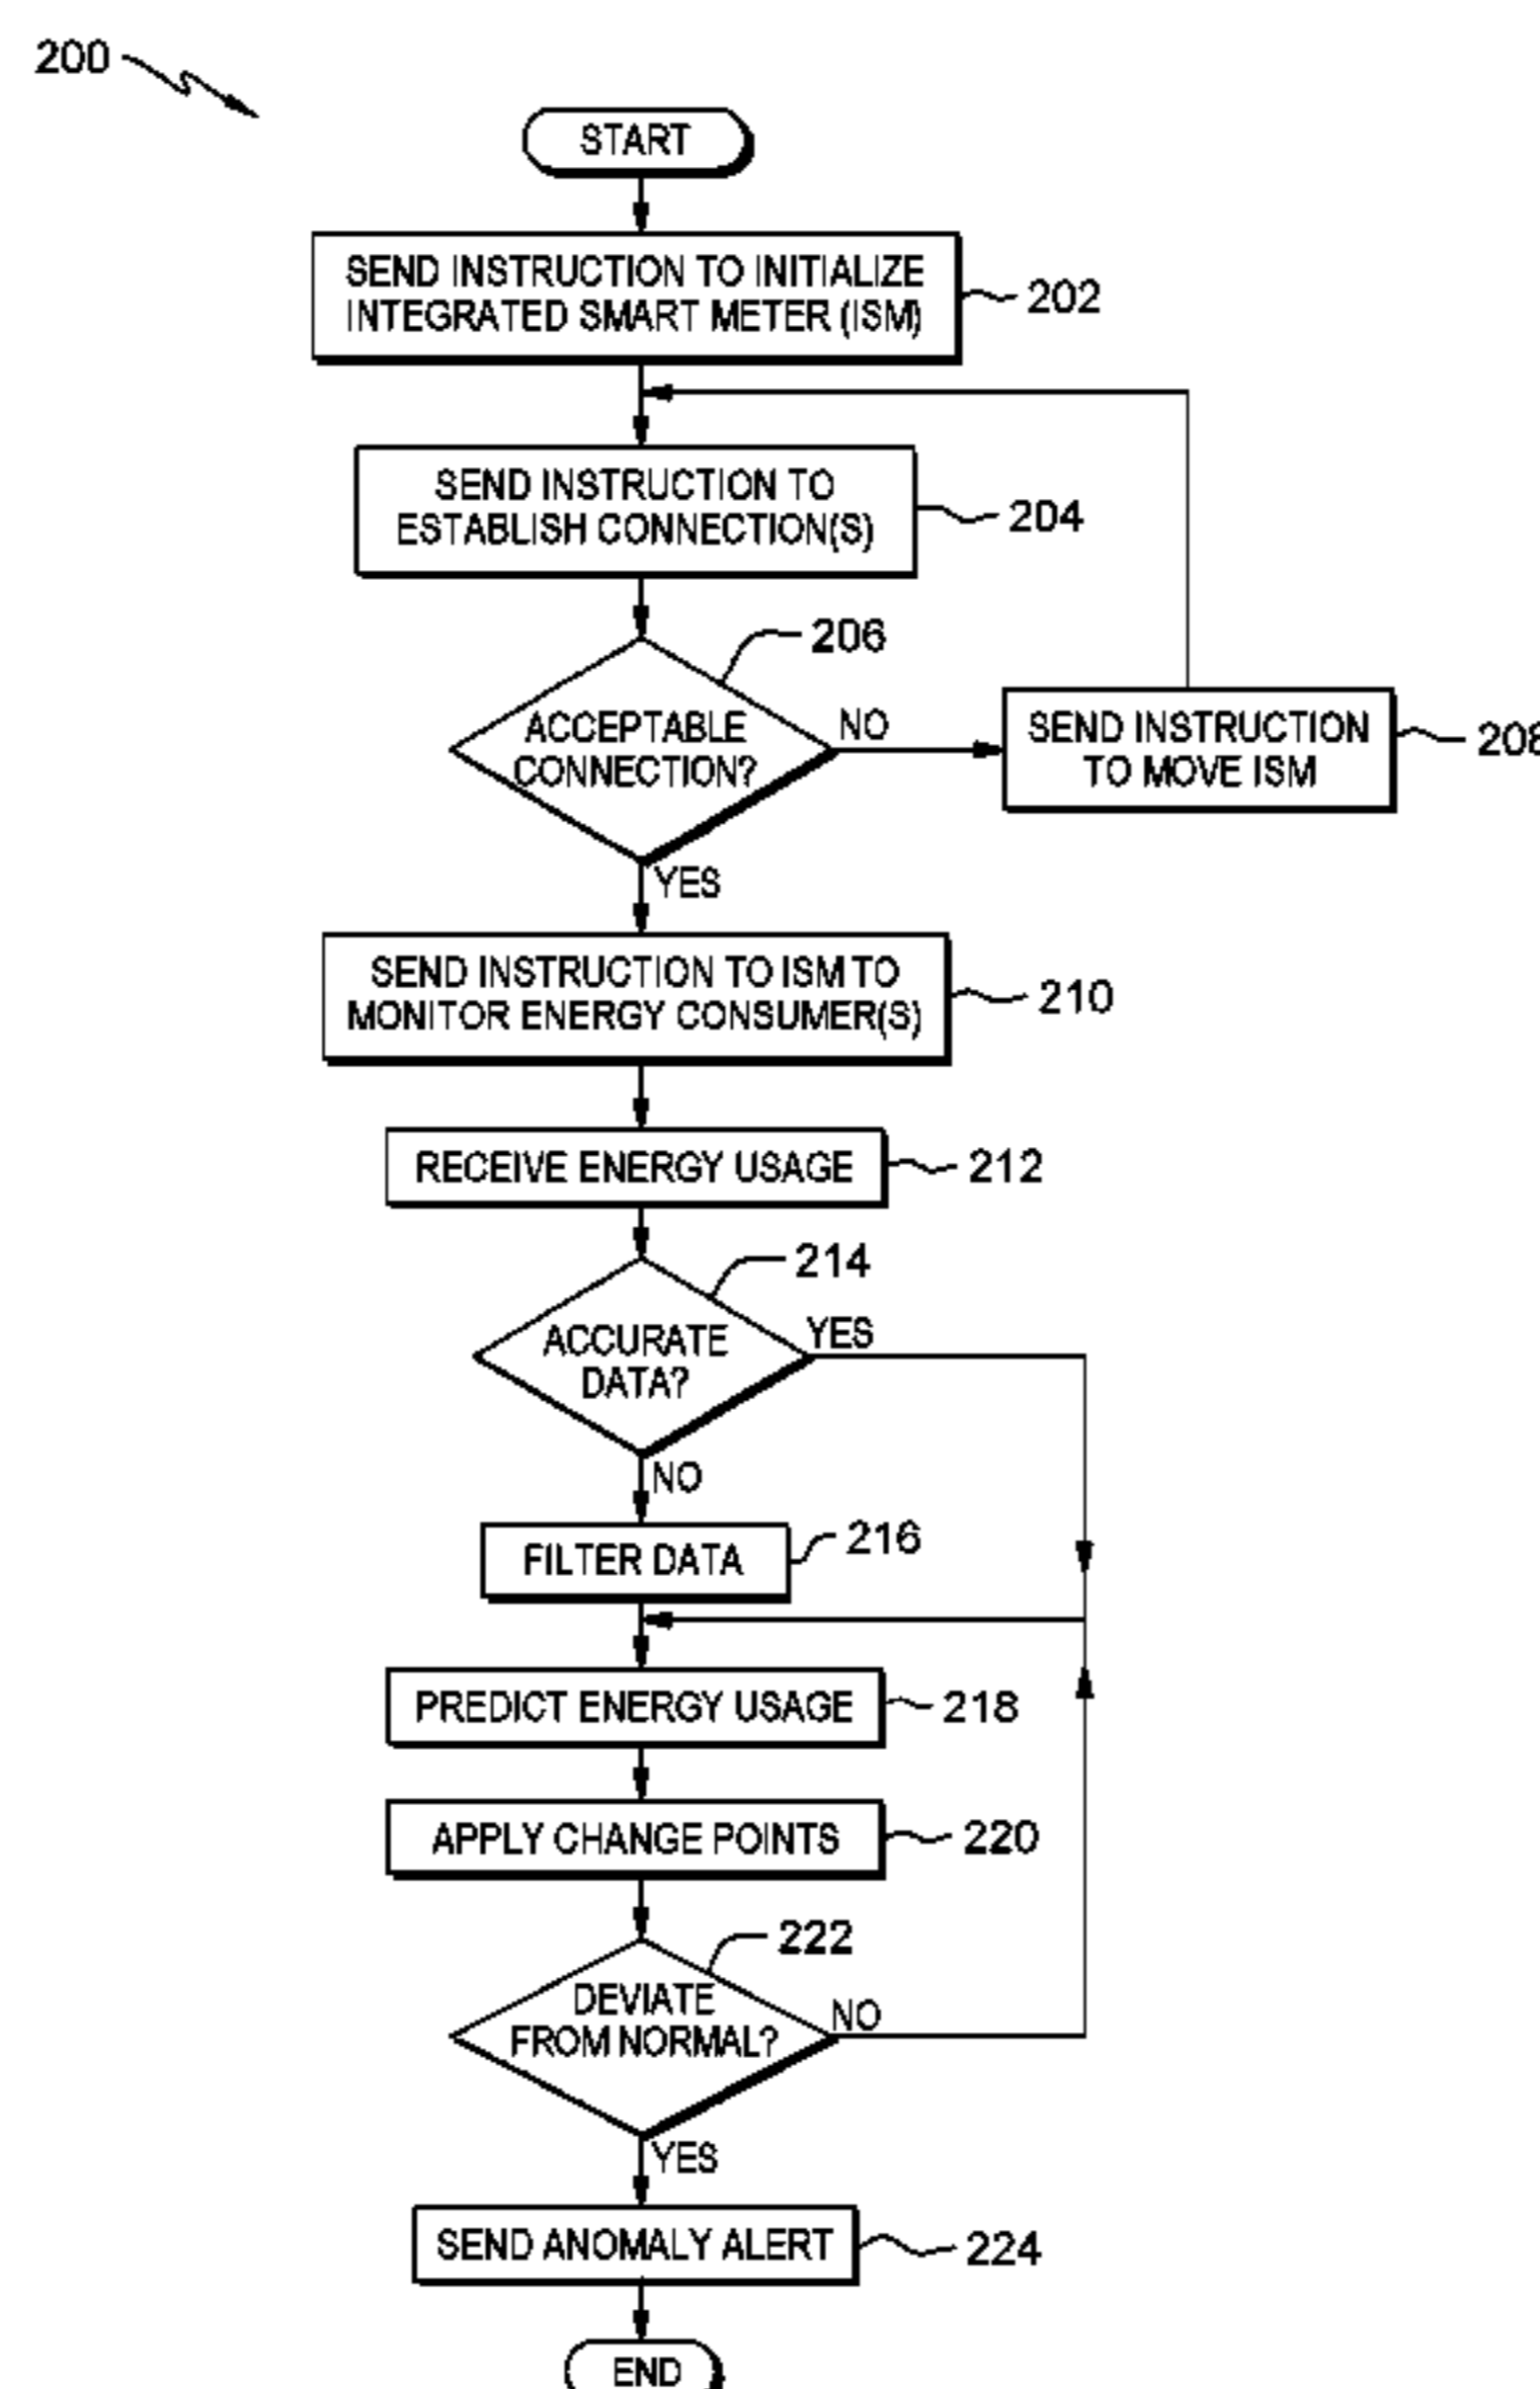 200
START
SEND INSTRUCTION TO INITIALIZE
INTEGRATED SMART METER (ISM)
202
SEND INSTRUCTION TO
ESTABLISH CONNECTION(S)
204
206
ACCEPTABLE
CONNECTION?
NO
SEND INSTRUCTION
TO MOVE ISM
208
YES
SEND INSTRUCTION TO ISM TO
MONITOR ENERGY CONSUMER(S)
210
RECEIVE ENERGY USAGE
212
214
ACCURATE
DATA?
YES
NO
FILTER DATA
216
PREDICT ENERGY USAGE
218
APPLY CHANGE POINTS
220
222
DEVIATE
FROM NORMAL?
NO
YES
SEND ANOMALY ALERT
224
END